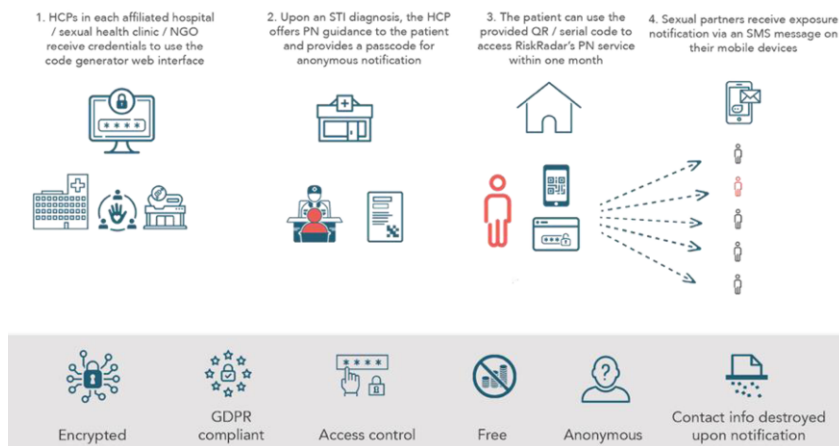 1. HCPs in each affiliated hospital
/ sexual health clinic / NGO
receive credentials to use the
code generator web interface
2. Upon an STI diagnosis, the HCP
offers PN guidance to the patient
and provides a passcode for
anonymous notification
3. The patient can use the
provided QR / serial code to
access RiskRadar's PN service
within one month
4. Sexual partners receive exposure
notification via an SMS message on
their mobile devices
Encrypted
GDPR
compliant
Access control
Free
Anonymous
Contact info destroyed
upon notification